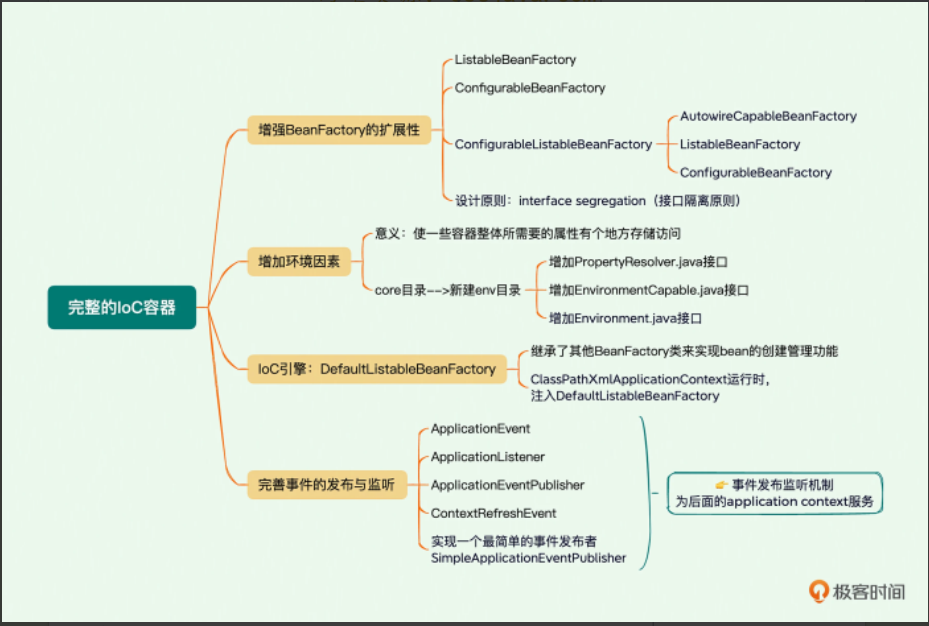 完整的IoC容器
增强BeanFactory的扩展性
ListableBeanFactory
ConfigurableBeanFactory
ConfigurableListableBeanFactory
AutowireCapableBeanFactory
ListableBeanFactory
ConfigurableBeanFactory
设计原则：interface segregation（接口隔离原则）
增加环境因素
意义：使一些容器整体所需要的属性有个地方存储访问
core目录-->新建env目录
增加PropertyResolver.java接口
增加EnvironmentCapable.java接口
增加Environment.java接口
IoC引擎：DefaultListableBeanFactory
继承了其他BeanFactory类来实现bean的创建管理功能
ClassPathXmlApplicationContext运行时，
注入DefaultListableBeanFactory
完善事件的发布与监听
ApplicationEvent
ApplicationListener
ApplicationEventPublisher
ContextRefreshEvent
实现一个最简单的事件发布者
SimpleApplicationEventPublisher
👉 事件发布监听机制
为后面的application context服务
极客时间